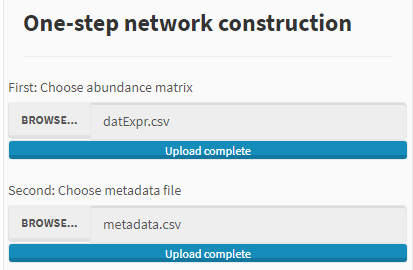 One-step network construction
First: Choose abundance matrix
BROWSE... datExpr.csv
Upload complete
Second: Choose metadata file
BROWSE... metadata.csv
Upload complete